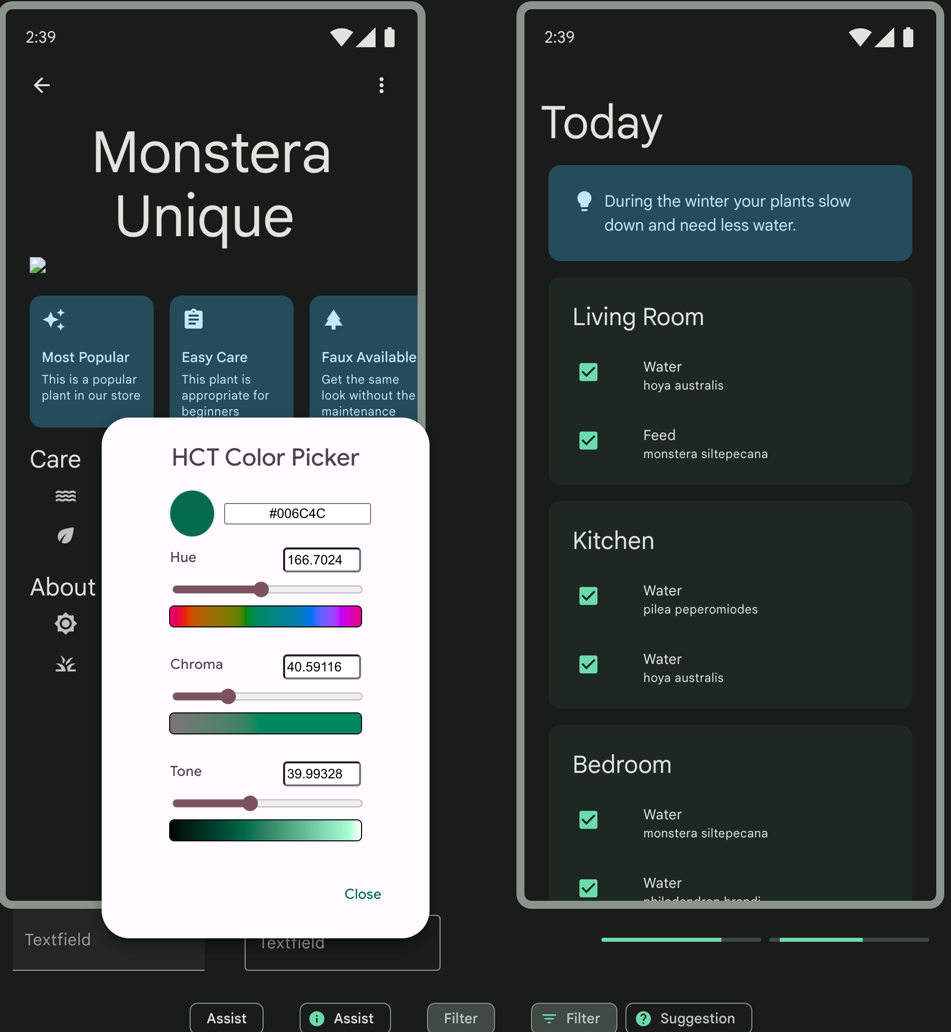 2:39
Monstera
Unique
Most Popular
This is a popular
plant in our store
Easy Care
This plant is
appropriate for
beginners
Faux Available
Get the same
look without the
maintenance
Care
About
HCT Color Picker
#006C4C
Hue
166.7024
Chroma
40.59116
Tone
39.99328
Close
2:39
Today
During the winter your plants slow
down and need less water.
Living Room
Water
hoya australis
Feed
monstera siltepecana
Kitchen
Water
pilea peperomiodes
Water
hoya australis
Bedroom
Water
monstera siltepecana
Water
Textfield
Textfield
Assist
Assist
Filter
Filter
Suggestion